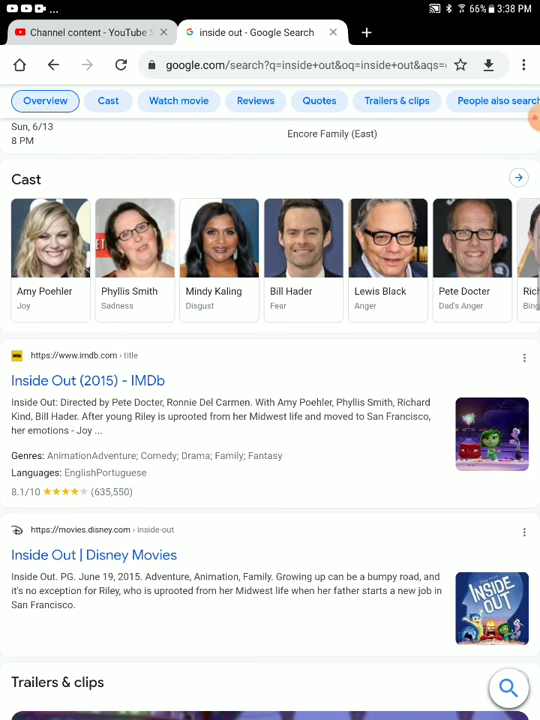 ... 66% 3:38 PM
Channel content - YouTube S
inside out - Google Search
google.com/search?q=inside+out&oq=inside+out&aqs=
Overview Cast Watch movie Reviews Quotes Trailers & clips People also search
Sun, 6/13
8 PM
Encore Family (East)
Cast
Amy Poehler Phyllis Smith Mindy Kaling Bill Hader Lewis Black Pete Docter
Joy Sadness Disgust Fear Anger Dad's Anger
https://www.imdb.com › title
Inside Out (2015) - IMDb
Inside Out: Directed by Pete Docter, Ronnie Del Carmen. With Amy Poehler, Phyllis Smith, Richard
Kind, Bill Hader. After young Riley is uprooted from her Midwest life and moved to San Francisco,
her emotions - Joy ...
Genres: AnimationAdventure; Comedy; Drama; Family; Fantasy
Languages: EnglishPortuguese
8.1/10 ★★★★★ (635,550)
https://movies.disney.com › inside-out
Inside Out | Disney Movies
Inside Out. PG. June 19, 2015. Adventure, Animation, Family. Growing up can be a bumpy road, and
it's no exception for Riley, who is uprooted from her Midwest life when her father starts a new job in
San Francisco.
INSIDE
OUT
Trailers & clips